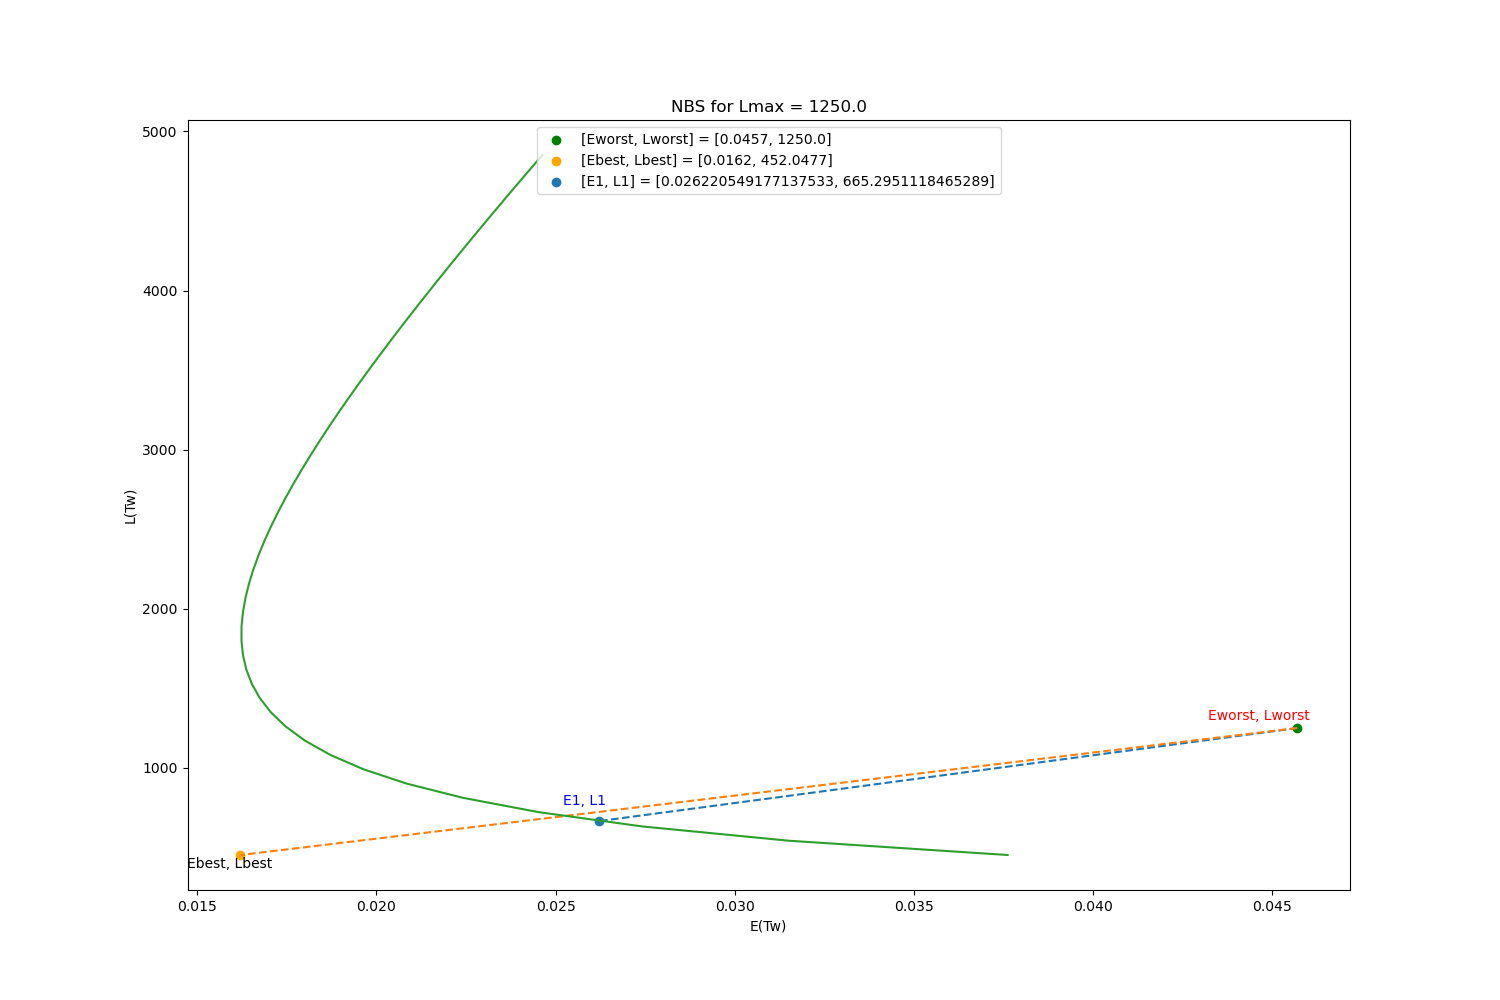 NBS for Lmax = 1250.0
[Eworst, Lworst] = [0.0457, 1250.0]
[Ebest, Lbest] = [0.0162, 452.0477]
[E1, L1] = [0.026220549177137533, 665.2951118465289]
5000
4000
3000
2000
1000
L(Tw)
Eworst, Lworst
E1, L1
Ebest, Lbest
0.015 0.020 0.025 0.030 0.035 0.040 0.045
E(Tw)